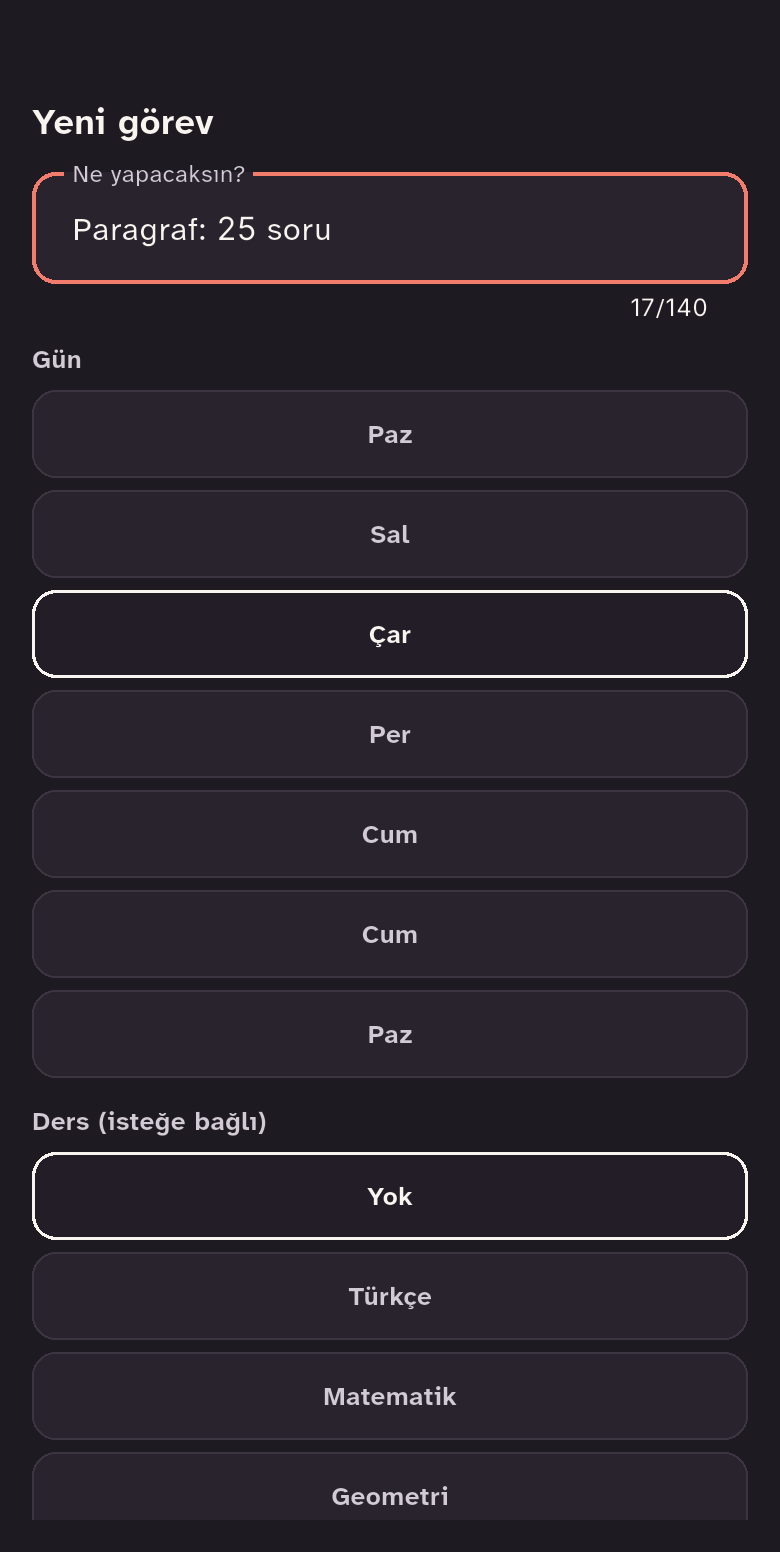 Yeni görev
Ne yapacaksın?
Paragraf: 25 soru
17/140
Gün
Paz
Sal
Çar
Per
Cum
Cum
Paz
Ders (isteğe bağlı)
Yok
Türkçe
Matematik
Geometri